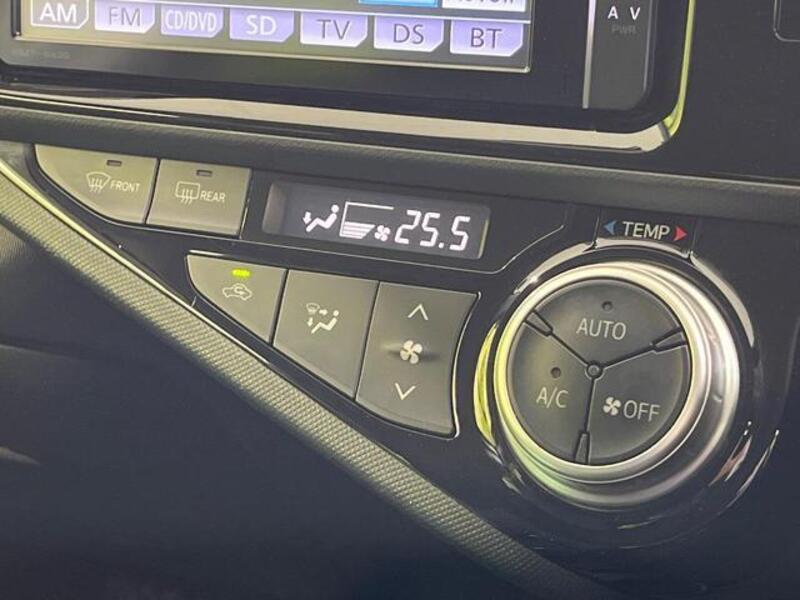 AM FM CD/DVD SD TV DS BT
A V
PWR
FRONT REAR
25.5
TEMP
AUTO
A/C
OFF